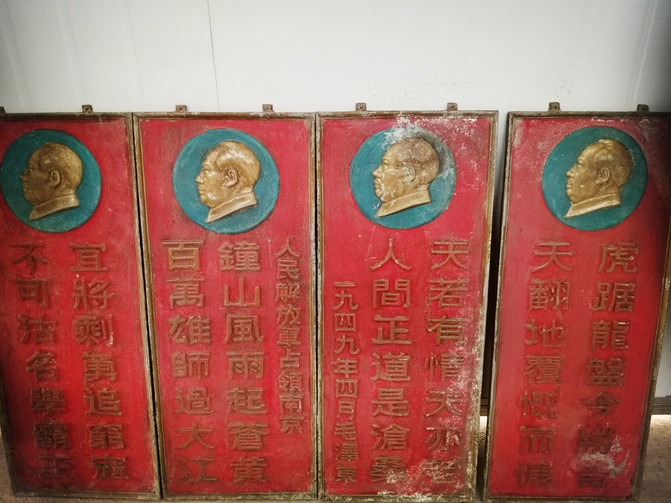 人民解放軍占領南京
鐘山風雨起蒼黃
百萬雄師過大江
虎踞龍盤今勝昔
天翻地覆慨而慷
宜將剩勇追窮寇
不可沽名學霸王
天若有情天亦老
人間正道是滄桑
一九四九年四月毛澤東